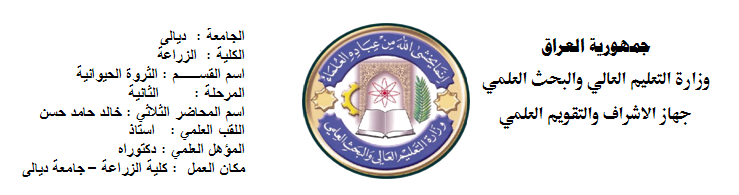 جمهورية العراق
وزارة التعليم العالي والبحث العلمي
جهاز الاشراف والتقويم العلمي
إنما يخشى الله من عباده العلماء
وزارة التعليم العالي والبحث العلمي
الجامعة : ديالى
الكلية : الزراعة
اسم القســـم : الثروة الحيوانية
المرحلة : الثانية
اسم المحاضر الثلاثي : خالد حامد حسن
اللقب العلمي : استاذ
المؤهل العلمي : دكتوراه
مكان العمل : كلية الزراعة – جامعة ديالى